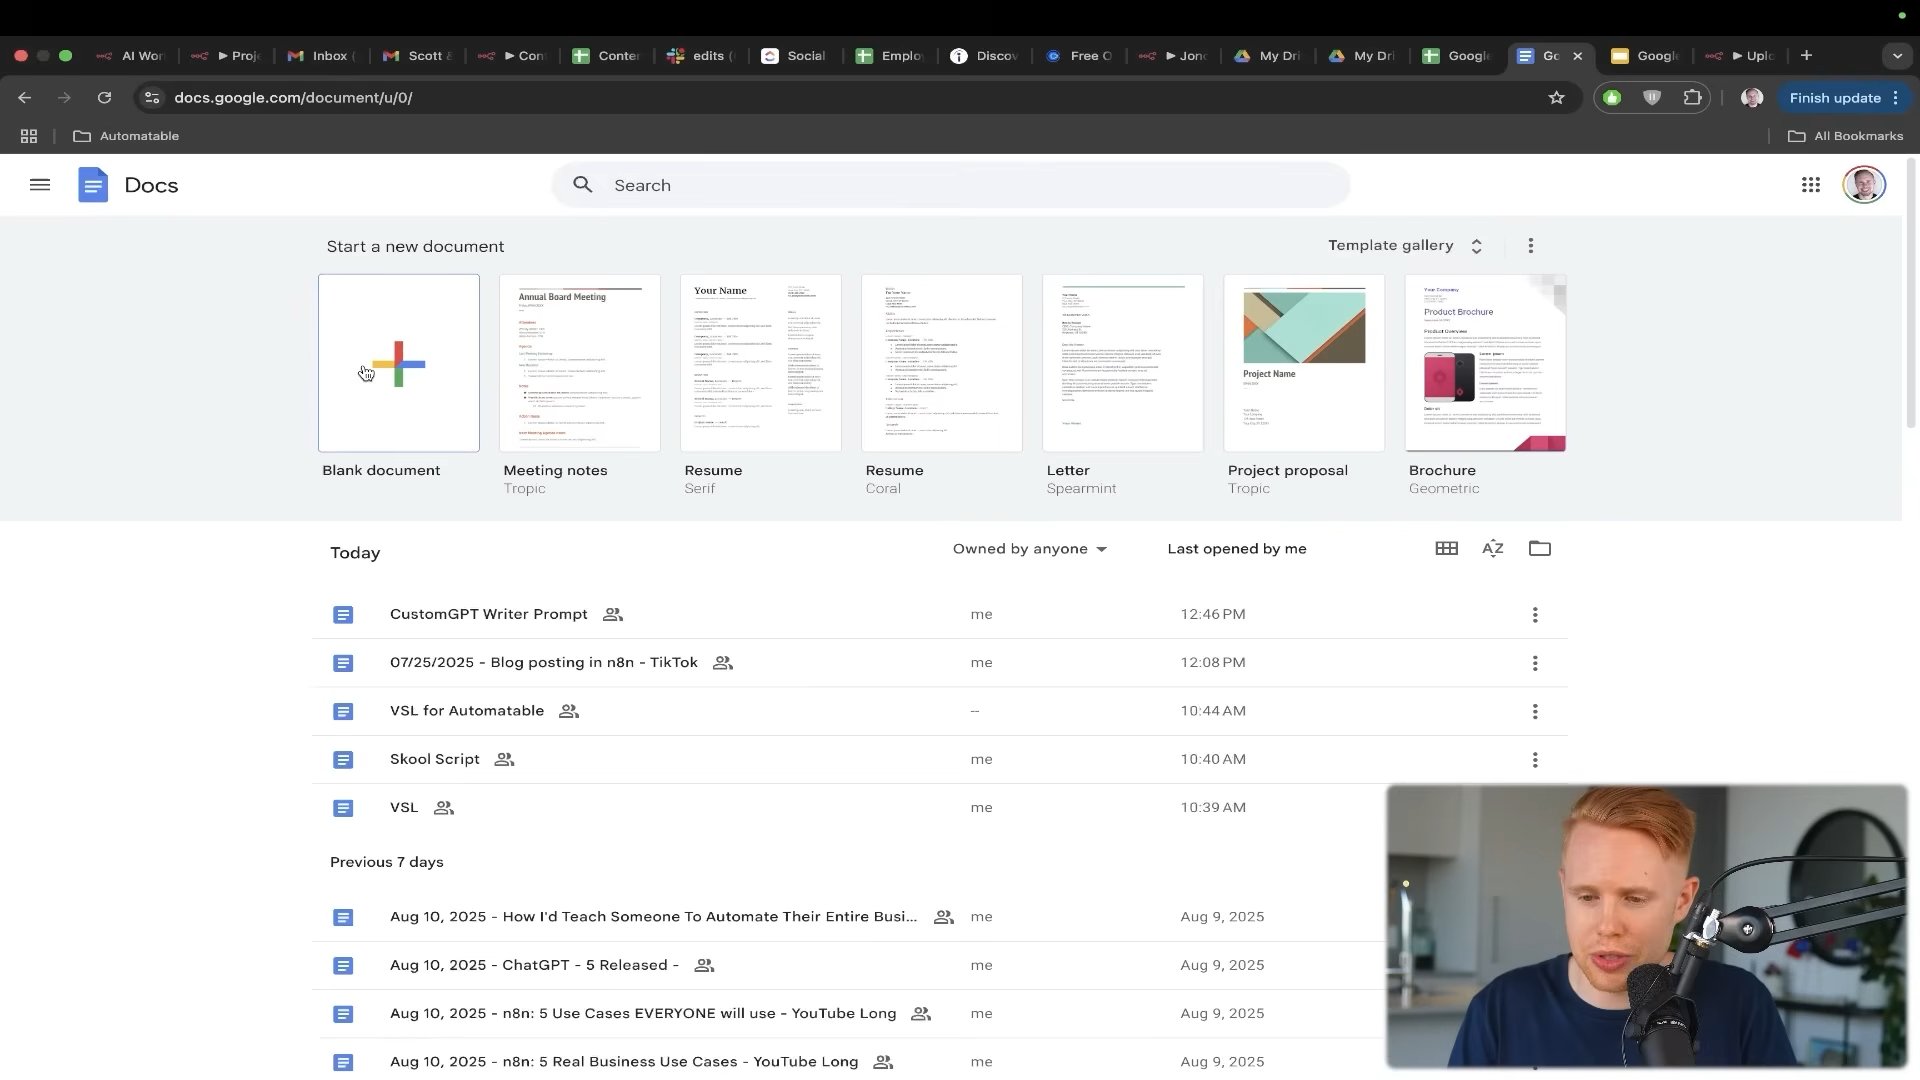 AI Wor
Proj
Inbox (
Scott &
Con
Conter
edits (
Social
Employ
Discov
Free O
Jono
My Dri
My Dri
Google
Go
Google
Uplo
docs.google.com/document/u/0/
Finish update
Automatable
All Bookmarks
Docs
Search
Start a new document
Template gallery
Annual Board Meeting
Your Name
Project Name
Your Company
Product Brochure
Product Overview
Blank document
Meeting notes
Resume
Resume
Letter
Project proposal
Brochure
Tropic
Serif
Coral
Spearmint
Tropic
Geometric
Today
Owned by anyone
Last opened by me
CustomGPT Writer Prompt
me
12:46 PM
07/25/2025 - Blog posting in n8n - TikTok
me
12:08 PM
VSL for Automatable
--
10:44 AM
Skool Script
me
10:40 AM
VSL
me
10:39 AM
Previous 7 days
Aug 10, 2025 - How I'd Teach Someone To Automate Their Entire Busi...
me
Aug 9, 2025
Aug 10, 2025 - ChatGPT - 5 Released -
me
Aug 9, 2025
Aug 10, 2025 - n8n: 5 Use Cases EVERYONE will use - YouTube Long
me
Aug 9, 2025
Aug 10, 2025 - n8n: 5 Real Business Use Cases - YouTube Long
me
Aug 9, 2025